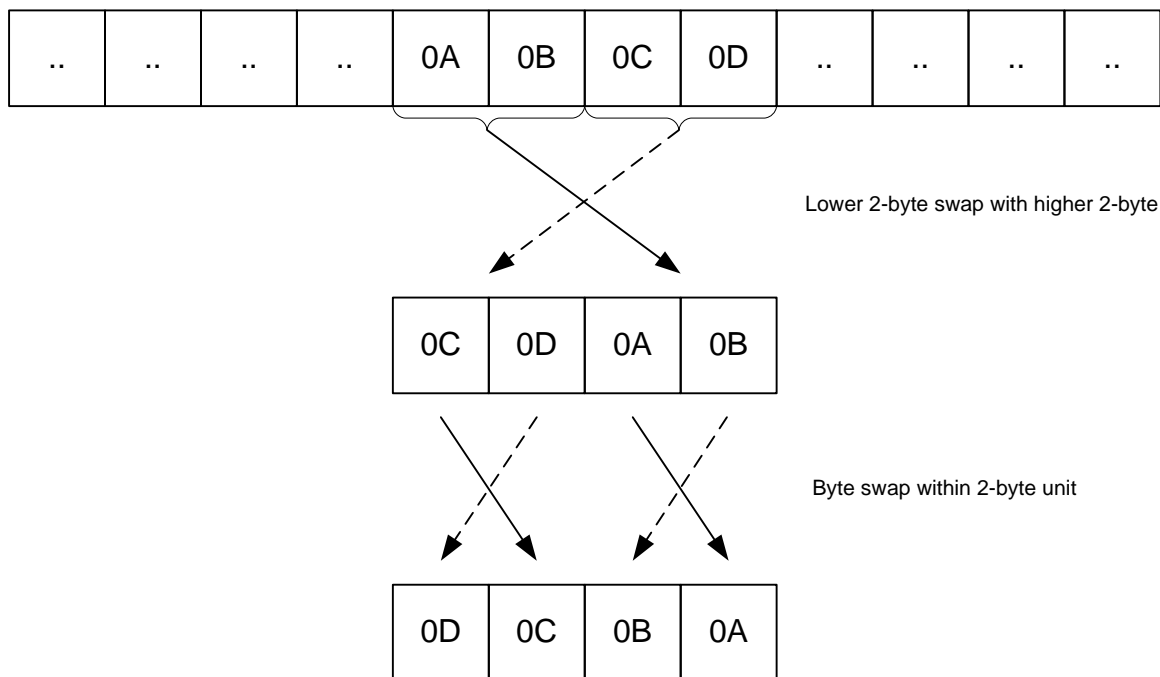 .. .. .. .. 0A 0B 0C 0D .. .. .. ..
Lower 2-byte swap with higher 2-byte
0C 0D 0A 0B
Byte swap within 2-byte unit
0D 0C 0B 0A